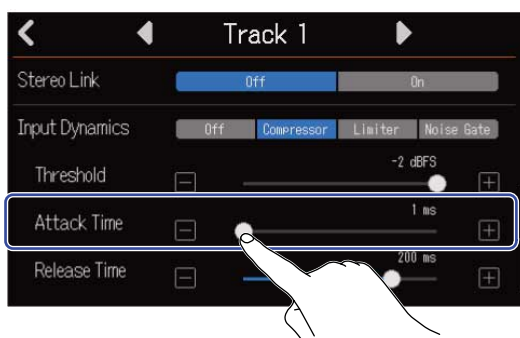 Track 1
Stereo Link Off On
Input Dynamics Off Compressor Limiter Noise Gate
Threshold -2 dBFS
Attack Time 1 ms
Release Time 200 ms